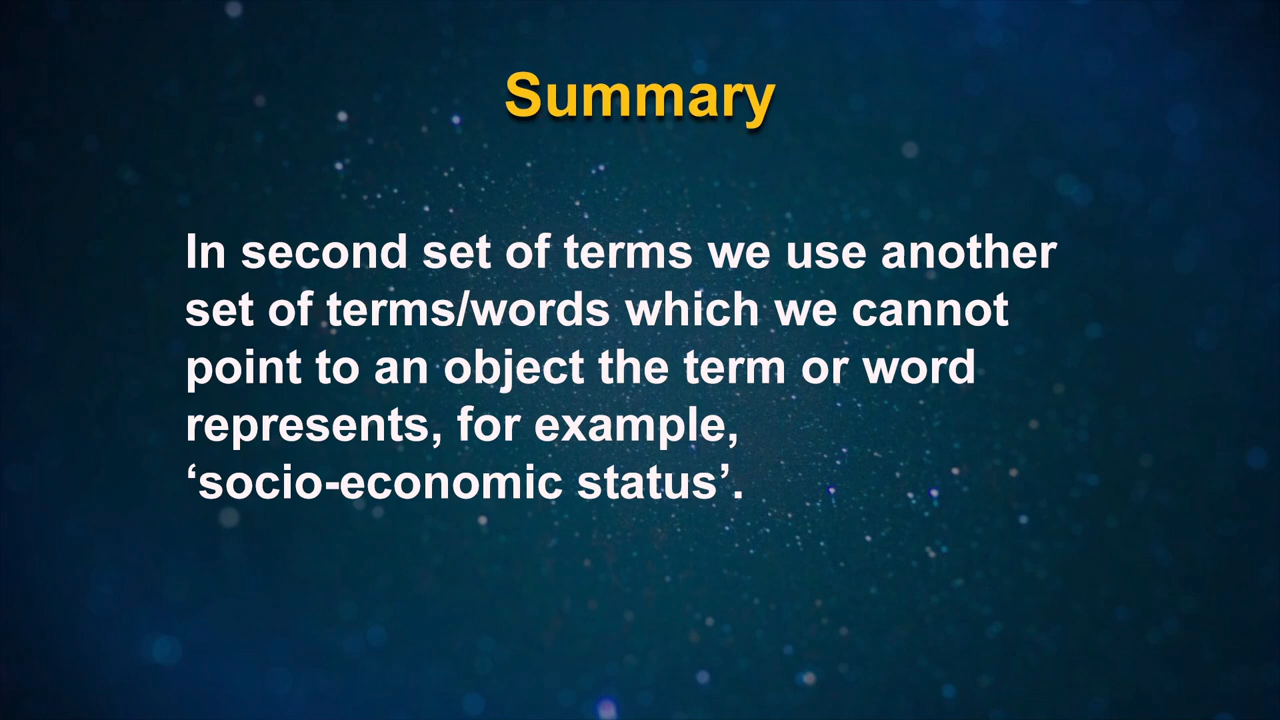 Summary
In second set of terms we use another
set of terms/words which we cannot
point to an object the term or word
represents, for example,
‘socio-economic status’.